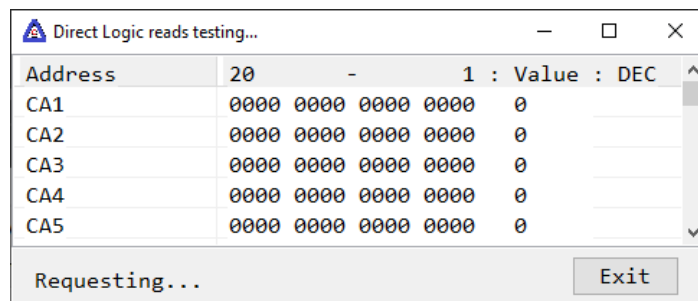 Direct Logic reads testing...
Address 20 - 1 : Value : DEC
CA1 0000 0000 0000 0000 0
CA2 0000 0000 0000 0000 0
CA3 0000 0000 0000 0000 0
CA4 0000 0000 0000 0000 0
CA5 0000 0000 0000 0000 0
Requesting... Exit